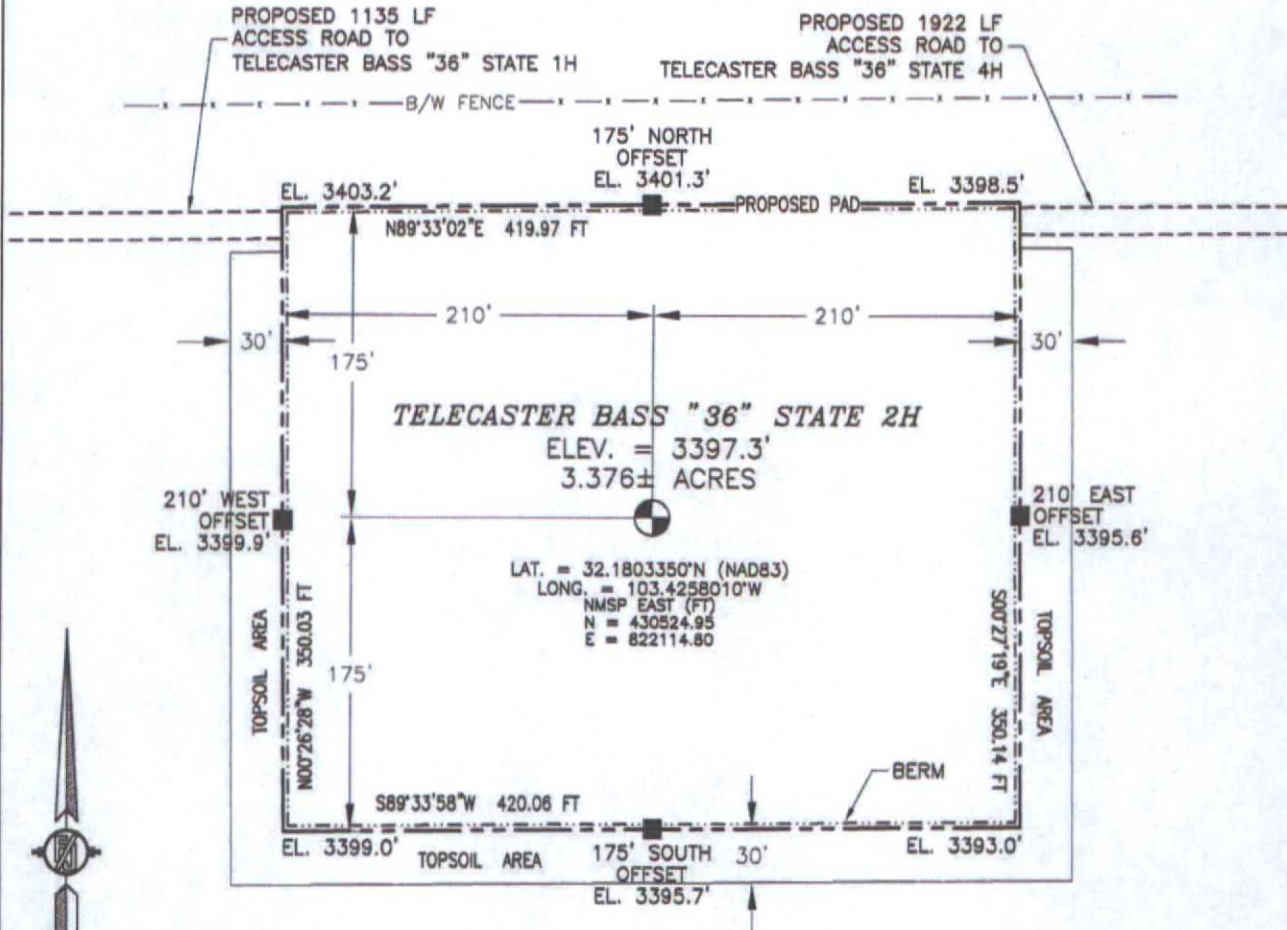 PROPOSED 1135 LF
ACCESS ROAD TO
TELECASTER BASS "36" STATE 1H
PROPOSED 1922 LF
ACCESS ROAD TO
TELECASTER BASS "36" STATE 4H
B/W FENCE
175' NORTH
OFFSET
EL. 3401.3'
EL. 3403.2'
EL. 3398.5'
PROPOSED PAD
N89°33'02"E 419.97 FT
210'
210'
30'
30'
175'
TELECASTER BASS "36" STATE 2H
ELEV. = 3397.3'
3.376± ACRES
210' WEST
OFFSET
EL. 3399.9'
210' EAST
OFFSET
EL. 3395.6'
LAT. = 32.1803350°N (NAD83)
LONG. = 103.4258010°W
NMSP EAST (FT)
N = 430524.95
E = 822114.80
TOPSOIL AREA
N00°26'28"W 350.03 FT
175'
S00°27'19"E 350.14 FT
TOPSOIL AREA
BERM
S89°33'58"W 420.06 FT
EL. 3399.0'
TOPSOIL AREA
175' SOUTH
OFFSET
EL. 3395.7'
30'
EL. 3393.0'